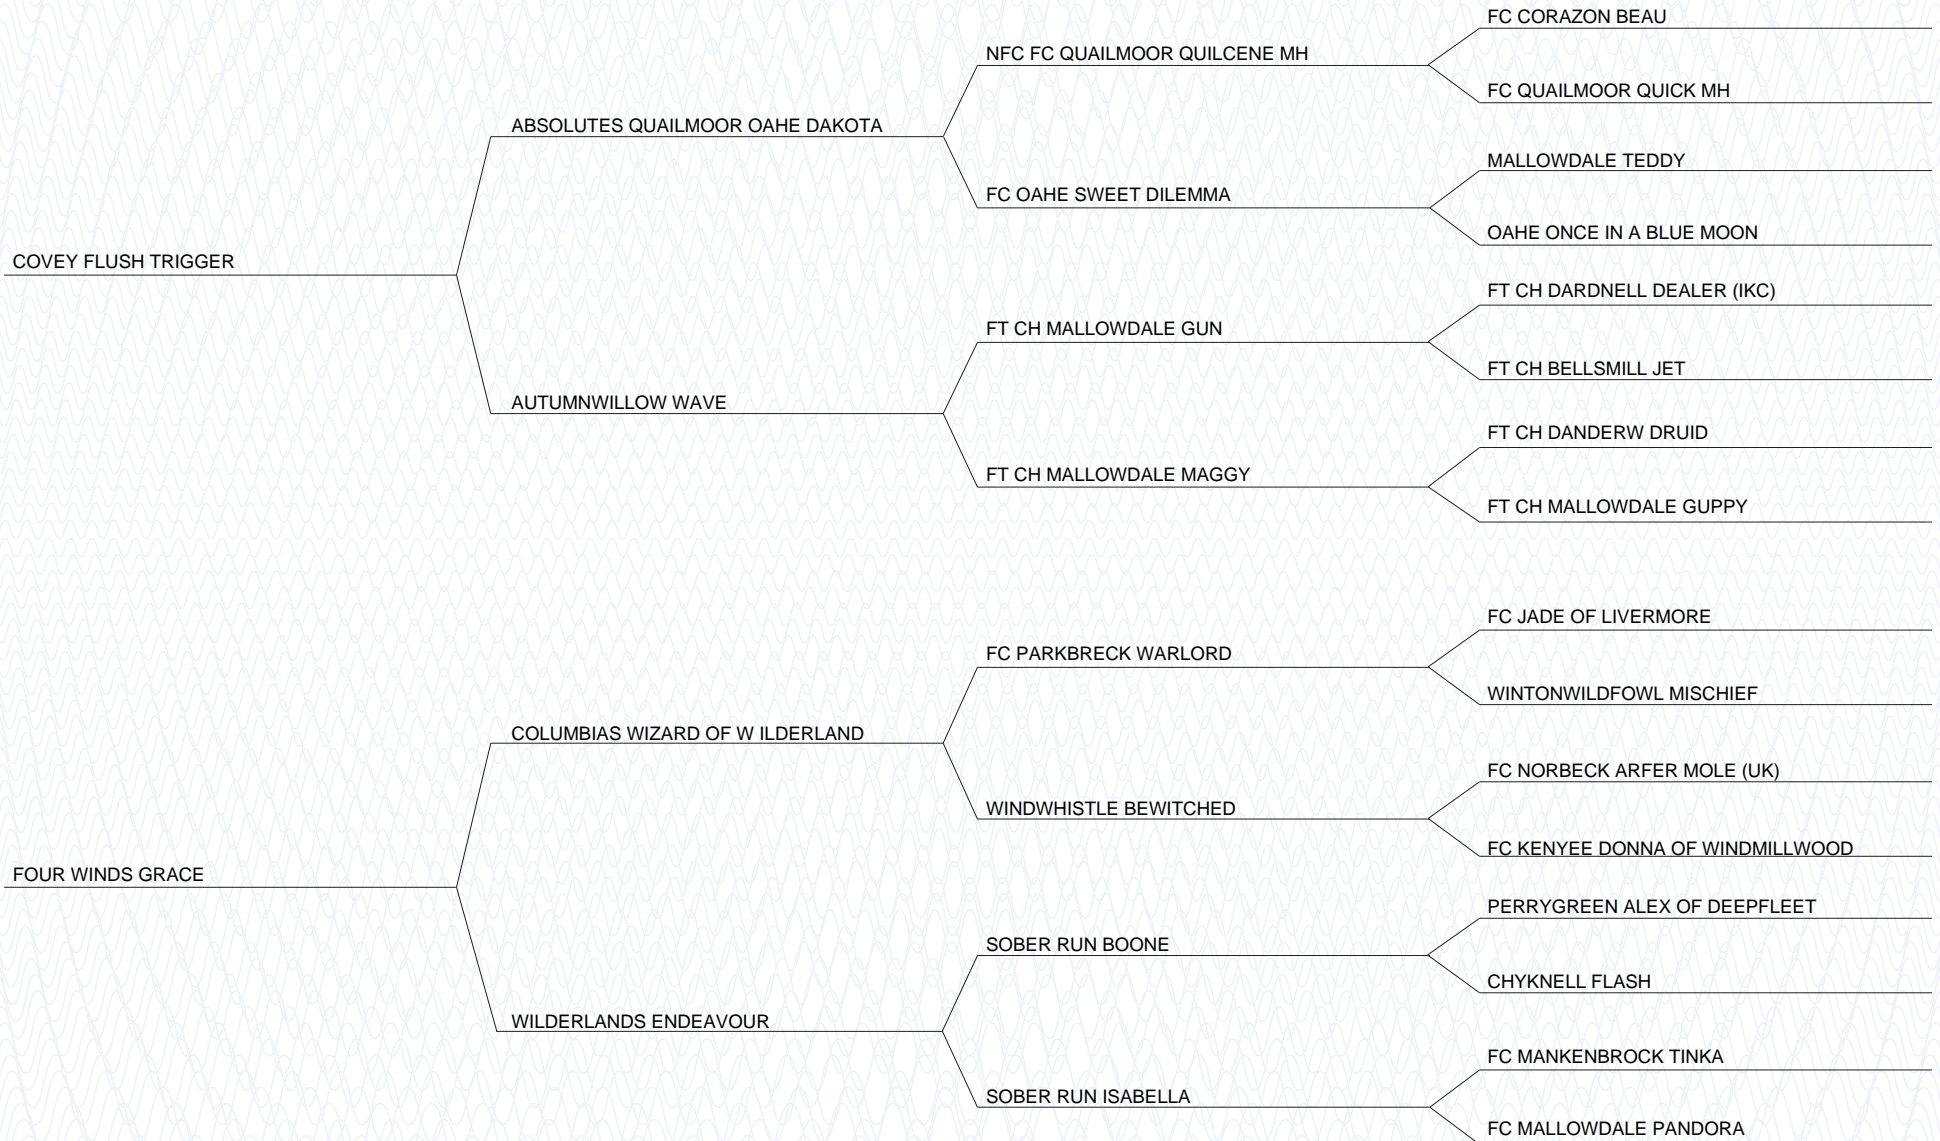 FC CORAZON BEAU
NFC FC QUAILMOOR QUILCENE MH
FC QUAILMOOR QUICK MH
ABSOLUTES QUAILMOOR OAHE DAKOTA
MALLOWDALE TEDDY
FC OAHE SWEET DILEMMA
OAHE ONCE IN A BLUE MOON
COVEY FLUSH TRIGGER
FT CH DARDNELL DEALER (IKC)
FT CH MALLOWDALE GUN
FT CH BELLSMILL JET
AUTUMNWILLOW WAVE
FT CH DANDERW DRUID
FT CH MALLOWDALE MAGGY
FT CH MALLOWDALE GUPPY
FC JADE OF LIVERMORE
FC PARKBRECK WARLORD
WINTONWILDFOWL MISCHIEF
COLUMBIAS WIZARD OF W ILDERLAND
FC NORBECK ARFER MOLE (UK)
WINDWHISTLE BEWITCHED
FC KENYEE DONNA OF WINDMILLWOOD
FOUR WINDS GRACE
PERRYGREEN ALEX OF DEEPFLEET
SOBER RUN BOONE
CHYKNELL FLASH
WILDERLANDS ENDEAVOUR
FC MANKENBROCK TINKA
SOBER RUN ISABELLA
FC MALLOWDALE PANDORA